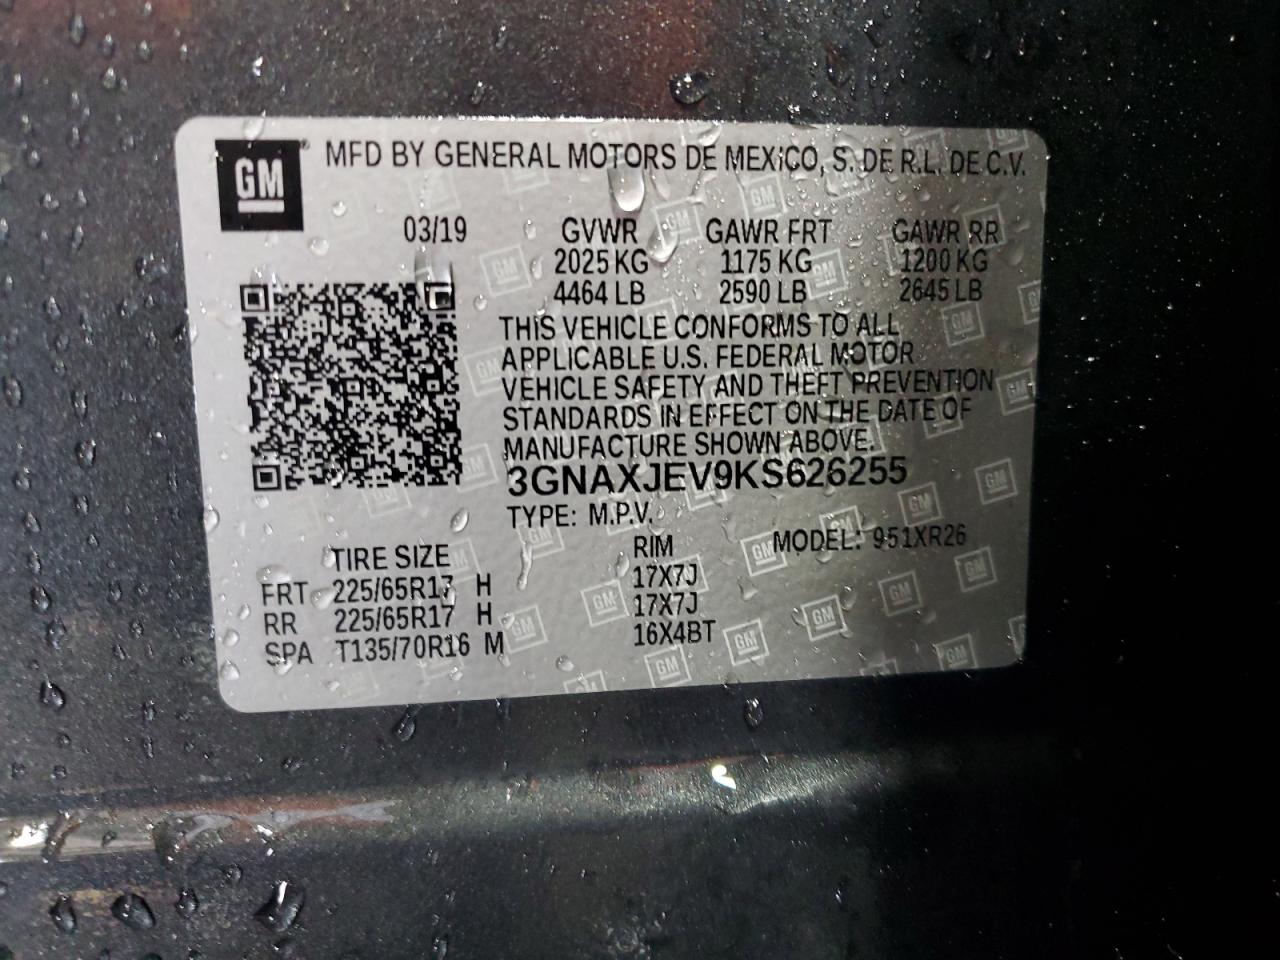 GM
MFD BY GENERAL MOTORS DE MEXICO, S. DE R.L. DE C.V.
03/19 GVWR GAWR FRT GAWR RR
2025 KG 1175 KG 1200 KG
4464 LB 2590 LB 2645 LB
THIS VEHICLE CONFORMS TO ALL
APPLICABLE U.S. FEDERAL MOTOR
VEHICLE SAFETY AND THEFT PREVENTION
STANDARDS IN EFFECT ON THE DATE OF
MANUFACTURE SHOWN ABOVE.
3GNAXJEV9KS626255
TYPE: M.P.V. MODEL: 951XR26
TIRE SIZE RIM
FRT 225/65R17 H 17X7J
RR 225/65R17 H 17X7J
SPA T135/70R16 M 16X4BT